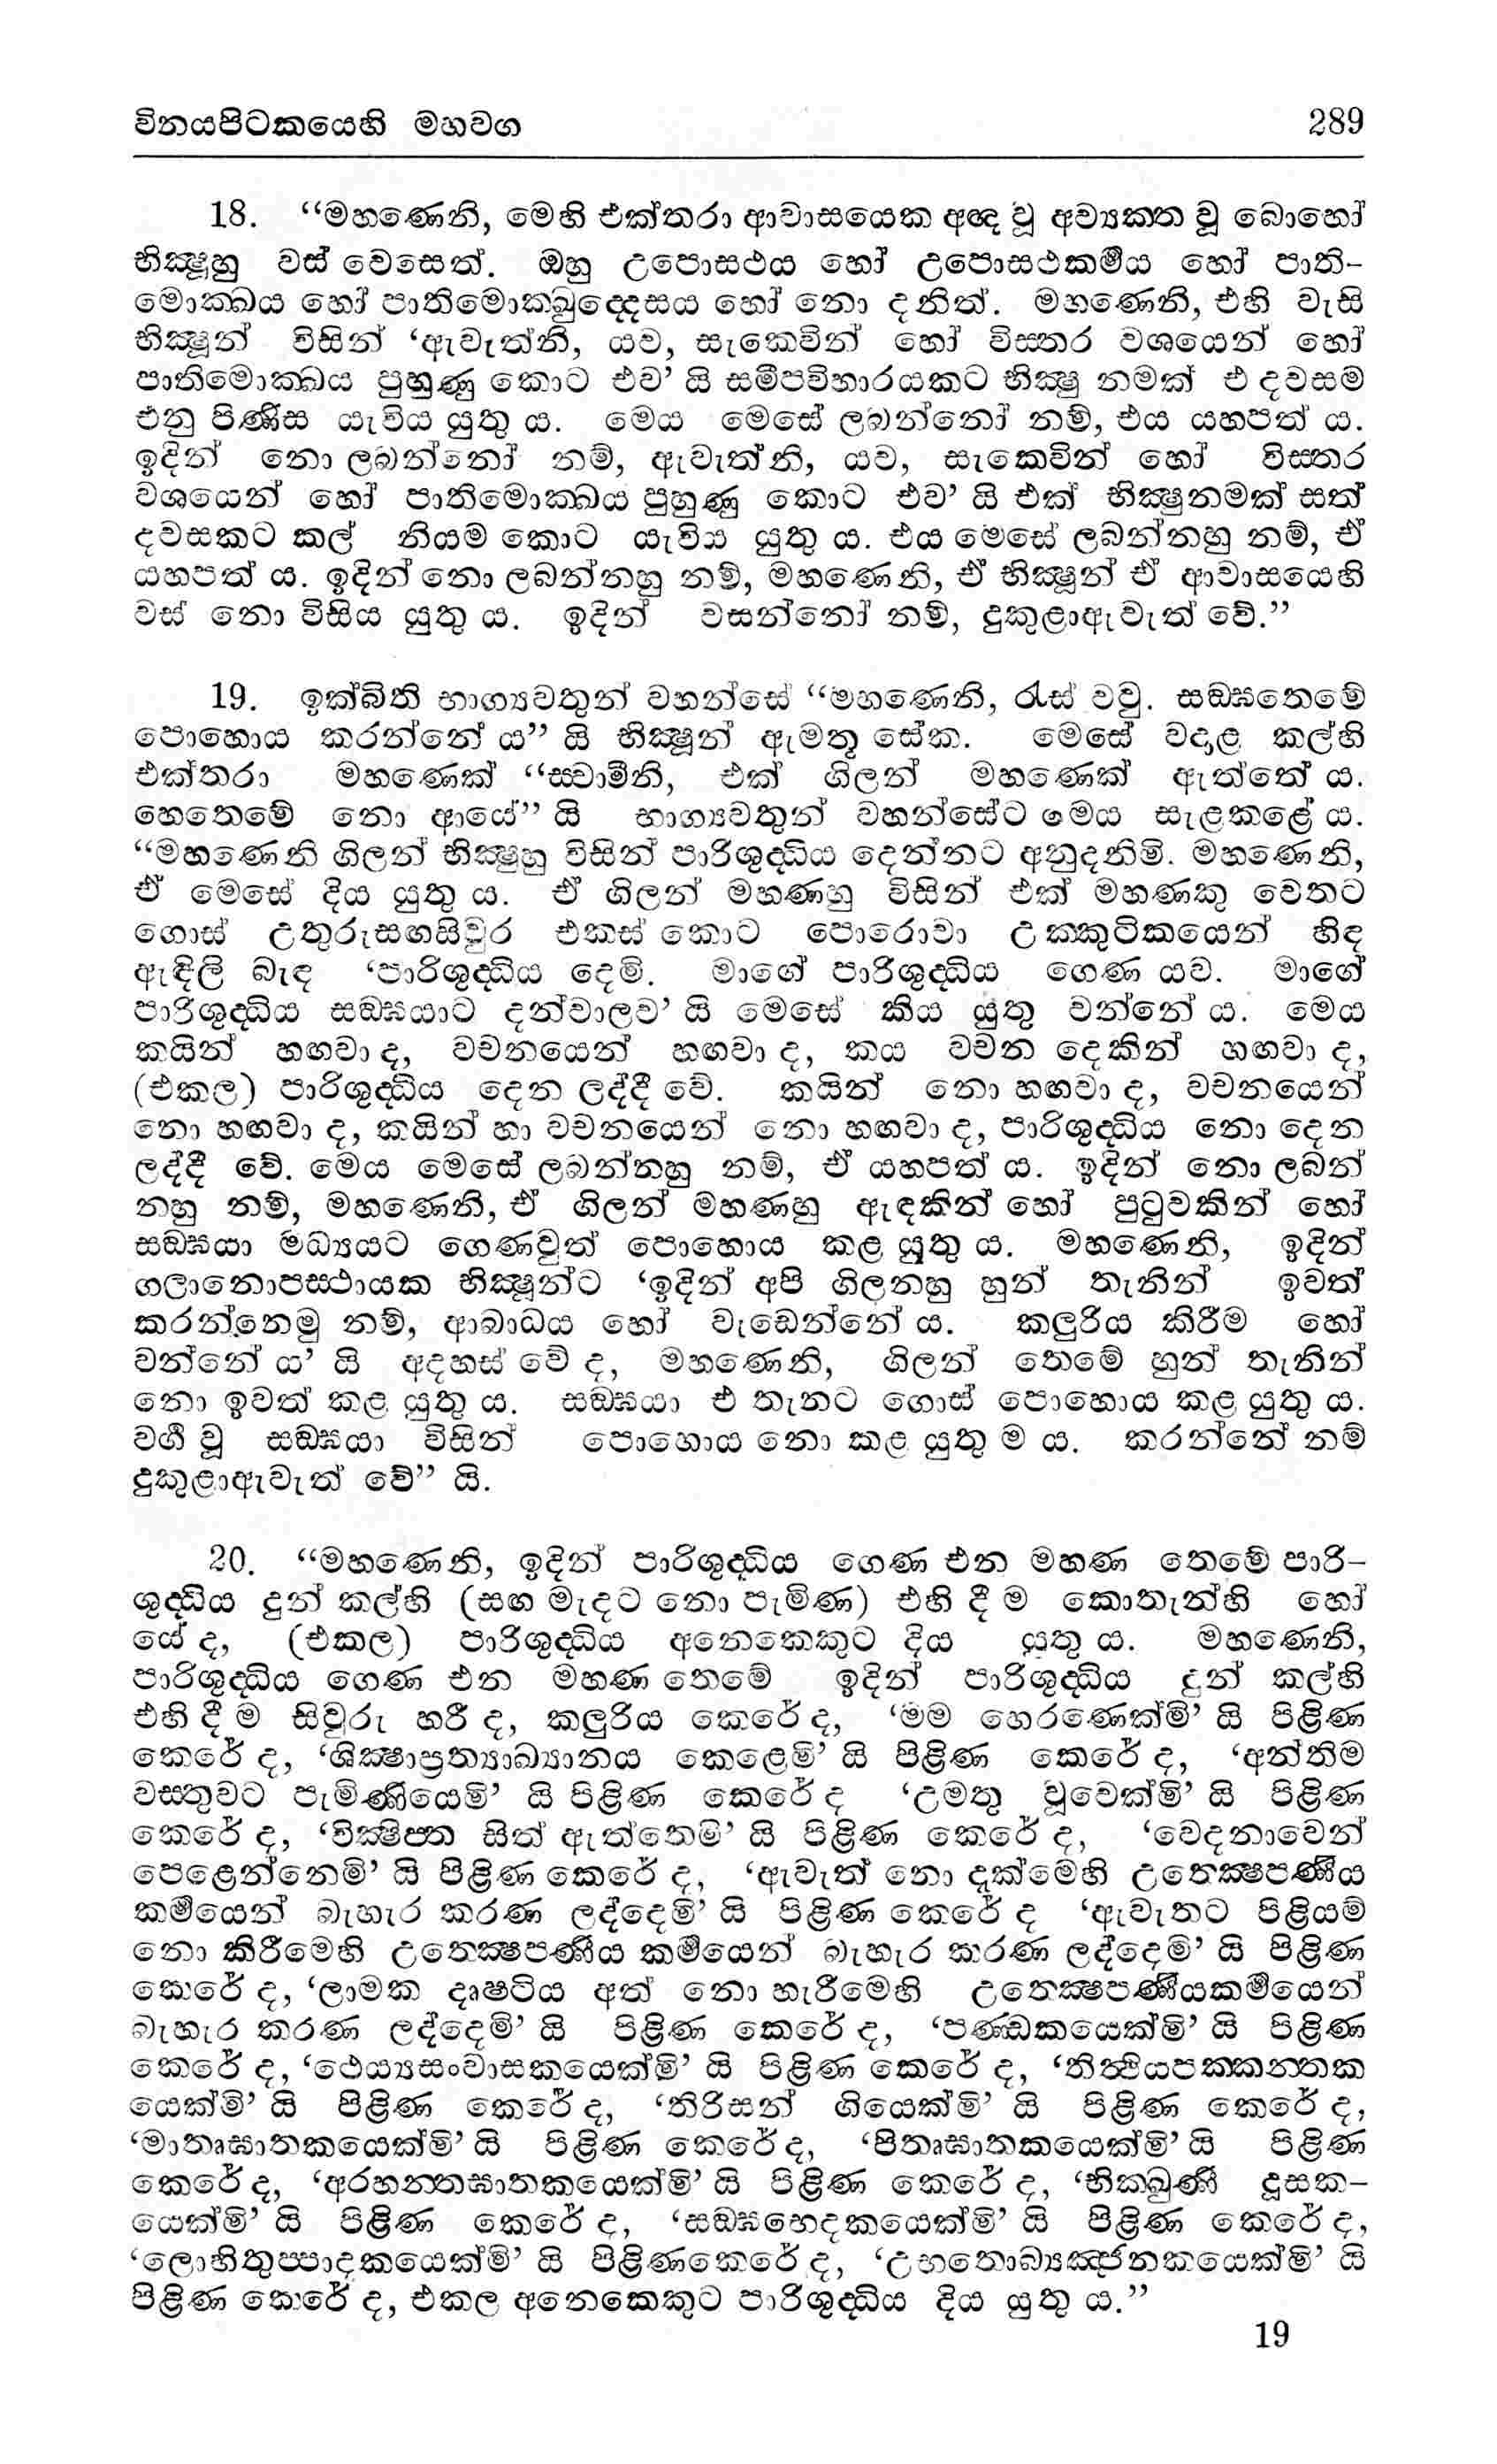 විනයපිටකයෙහි මහවග 289
18. “මහණෙනි, මෙහි එක්තරා ආවාසයෙක අඥ වූ අව්‍යක්ත වූ බොහෝ
භික්‍ෂූහු වස් වෙසෙත්. ඔහු උපොසථය හෝ උපොසථකර්‍මය හෝ පාති-
මොක්ඛය හෝ පාතිමොක්ඛුද්දෙසය හෝ නො දනිත්. මහණෙනි, එහි වැසි
භික්‍ෂූන් විසින් ‘ඇවැත්නි, යව, සැකෙවින් හෝ විස්තර වශයෙන් හෝ
පාතිමොක්ඛය පුහුණු කොට එව’ යි සමීපවිහාරයකට භික්‍ෂු නමක් එ දවසම
එනු පිණිස යැවිය යුතු ය. මෙය මෙසේ ලබන්නෝ නම්, එය යහපත් ය.
ඉදින් නො ලබන්නෝ නම්, ඇවැත්නි, යව, සැකෙවින් හෝ විස්තර
වශයෙන් හෝ පාතිමොක්ඛය පුහුණු කොට එව’ යි එක් භික්‍ෂුනමක් සත්
දවසකට කල් නියම කොට යැවිය යුතු ය. එය මෙසේ ලබන්නහු නම්, ඒ
යහපත් ය. ඉදින් නො ලබන්නහු නම්, මහණෙනි, ඒ භික්‍ෂූන් ඒ ආවාසයෙහි
වස් නො විසිය යුතු ය. ඉදින් වසන්නෝ නම්, දුකුළාඇවැත් වේ.”
19. ඉක්බිති භාග්‍යවතුන් වහන්සේ “මහණෙනි, රැස් වවු. සඞ්ඝතෙමේ
පොහොය කරන්නේ ය” යි භික්‍ෂූන් ඇමතූ සේක. මෙසේ වදාළ කල්හි
එක්තරා මහණෙක් “ස්වාමීනි, එක් ගිලන් මහණෙක් ඇත්තේ ය.
හෙතෙමේ නො ආයේ” යි භාග්‍යවතුන් වහන්සේට මෙය සැළකළේ ය.
“මහණෙනි ගිලන් භික්‍ෂුහු විසින් පාරිශුද්ධිය දෙන්නට අනුදනිමි. මහණෙනි,
ඒ මෙසේ දිය යුතු ය. ඒ ගිලන් මහණහු විසින් එක් මහණකු වෙතට
ගොස් උතුරුසඟසිවුර එකස් කොට පොරොවා උක්කුටිකයෙන් හිඳ
ඇඳිලි බැඳ ‘පාරිශුද්ධිය දෙමි. මාගේ පාරිශුද්ධිය ගෙණ යව. මාගේ
පාරිශුද්ධිය සඞ්ඝයාට දන්වාලව’ යි මෙසේ කිය යුතු වන්නේ ය. මෙය
කයින් හඟවා ද, වචනයෙන් හඟවා ද, කය වචන දෙකින් හඟවා ද,
(එකල) පාරිශුද්ධිය දෙන ලද්දී වේ. කයින් නො හඟවා ද, වචනයෙන්
නො හඟවා ද, කයින් හා වචනයෙන් නො හඟවා ද, පාරිශුද්ධිය නො දෙන
ලද්දී වේ. මෙය මෙසේ ලබන්නහු නම්, ඒ යහපත් ය. ඉදින් නො ලබන්
නහු නම්, මහණෙනි, ඒ ගිලන් මහණහු ඇඳකින් හෝ පුටුවකින් හෝ
සඞ්ඝයා මධ්‍යයට ගෙණවුත් පොහොය කළ යුතු ය. මහණෙනි, ඉදින්
ගලානොපස්ථායක භික්‍ෂූන්ට ‘ඉදින් අපි ගිලනහු හුන් තැනින් ඉවත්
කරන්නෙමු නම්, ආබාධය හෝ වැඩෙන්නේ ය. කලුරිය කිරීම හෝ
වන්නේ ය’ යි අදහස් වේ ද, මහණෙනි, ගිලන් තෙමේ හුන් තැනින්
නො ඉවත් කළ යුතු ය. සඞ්ඝයා එ තැනට ගොස් පොහොය කළ යුතු ය.
වර්‍ග වූ සඞ්ඝයා විසින් පොහොය නො කළ යුතු ම ය. කරන්නේ නම්
දුකුළාඇවැත් වේ” යි.
20. “මහණෙනි, ඉදින් පාරිශුද්ධිය ගෙණ එන මහණ තෙමේ පාරි-
ශුද්ධිය දුන් කල්හි (සඟ මැදට නො පැමිණ) එහි දී ම කොතැන්හි හෝ
යේ ද, (එකල) පාරිශුද්ධිය අනෙකෙකුට දිය යුතු ය. මහණෙනි,
පාරිශුද්ධිය ගෙණ එන මහණ තෙමේ ඉදින් පාරිශුද්ධිය දුන් කල්හි
එහි දී ම සිවුරු හරී ද, කලුරිය කෙරේ ද, ‘මම හෙරණෙක්මි’ යි පිළිණ
කෙරේ ද, ‘ශික්‍ෂාප්‍රත්‍යාඛ්‍යානය කෙළෙමි’ යි පිළිණ කෙරේ ද, ‘අන්තිම
වස්තුවට පැමිණියෙමි’ යි පිළිණ කෙරේ ද ‘උමතු වූවෙක්මි’ යි පිළිණ
කෙරේ ද, ‘වික්‍ෂිප්ත සිත් ඇත්තෙමි’ යි පිළිණ කෙරේ ද, ‘වෙදනාවෙන්
පෙළෙන්නෙමි’ යි පිළිණ කෙරේ ද, ‘ඇවැත් නො දැක්මෙහි උත්ක්‍ෂෙපණීය
කර්‍මයෙන් බැහැර කරණ ලද්දෙමි’ යි පිළිණ කෙරේ ද ‘ඇවැතට පිළියම්
නො කිරීමෙහි උත්ක්‍ෂෙපණීය කර්‍මයෙන් බැහැර කරණ ලද්දෙමි’ යි පිළිණ
කෙරේ ද, ‘ලාමක දෘෂ්ටිය අත් නො හැරීමෙහි උත්ක්‍ෂෙපණීයකර්‍මයෙන්
බැහැර කරණ ලද්දෙමි’ යි පිළිණ කෙරේ ද, ‘පණ්ඩකයෙක්මි’ යි පිළිණ
කෙරේ ද, ‘ථෙය්‍යසංවාසකයෙක්මි’ යි පිළිණ කෙරේ ද, ‘තිත්ථියපක්කන්තක
යෙක්මි’ යි පිළිණ කෙරේ ද, ‘තිරිසන් ගියෙක්මි’ යි පිළිණ කෙරේ ද,
‘මාතෘඝාතකයෙක්මි’ යි පිළිණ කෙරේ ද, ‘පිතෘඝාතකයෙක්මි’ යි පිළිණ
කෙරේ ද, ‘අරහන්තඝාතකයෙක්මි’ යි පිළිණ කෙරේ ද, ‘භික්ඛුණී දූසක-
යෙක්මි’ යි පිළිණ කෙරේ ද, ‘සඞ්ඝභෙදකයෙක්මි’ යි පිළිණ කෙරේ ද,
‘ලොහිතුප්පාදකයෙක්මි’ යි පිළිණකෙරේ ද, ‘උභතොබ්‍යඤ්ජනකයෙක්මි’ යි
පිළිණ කෙරේ ද, එකල අනෙකෙකුට පාරිශුද්ධිය දිය යුතු ය.”
19